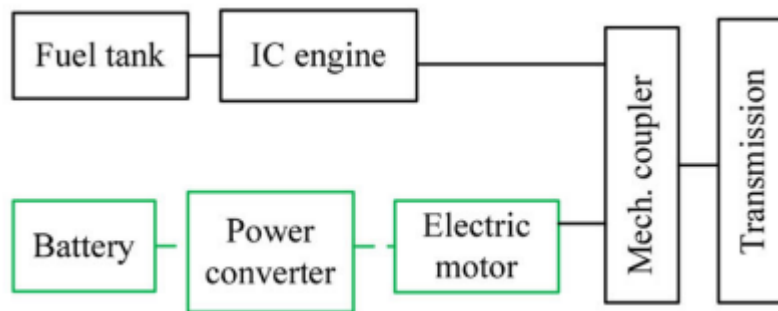 Fuel tank
IC engine
Mech. coupler
Transmission
Battery
Power
converter
Electric
motor